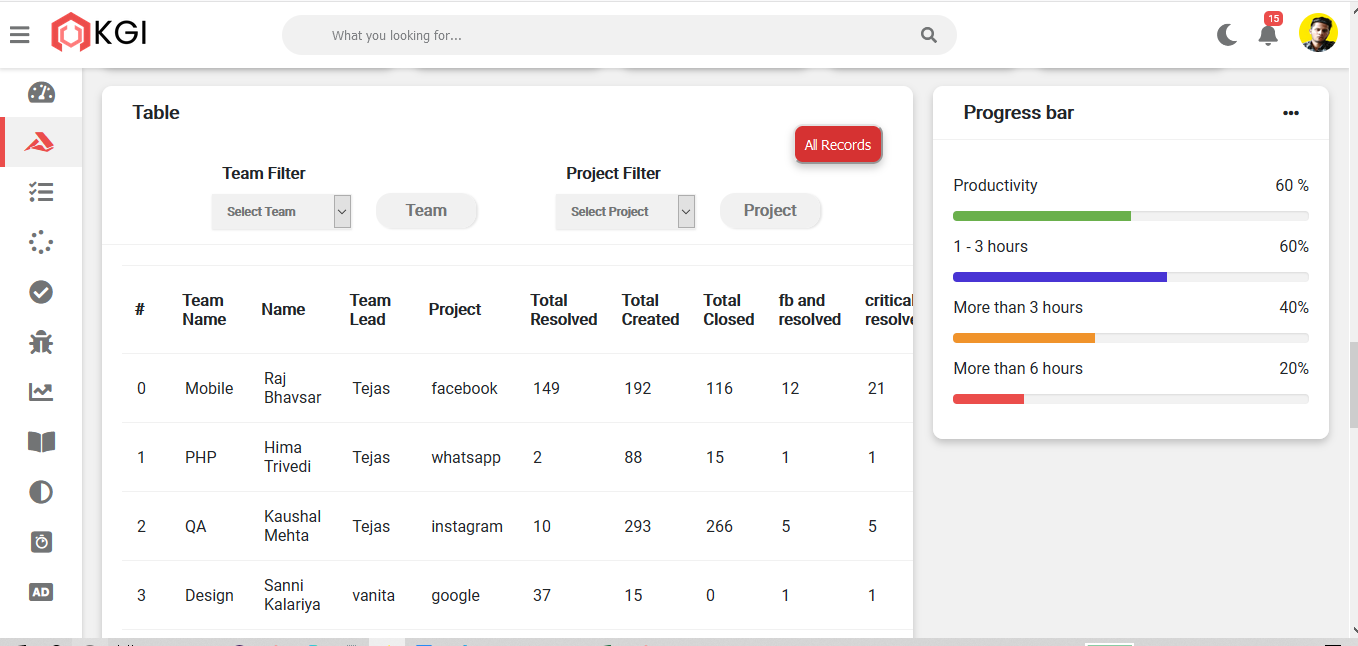 KGI
What you looking for...
15
Table
All Records
Team Filter
Project Filter
Select Team
Team
Select Project
Project
# Team Name Name Team Lead Project Total Resolved Total Created Total Closed fb and resolved critical
0 Mobile Raj Bhavsar Tejas facebook 149 192 116 12 21
1 PHP Hima Trivedi Tejas whatsapp 2 88 15 1 1
2 QA Kaushal Mehta Tejas instagram 10 293 266 5 5
3 Design Sanni Kalariya vanita google 37 15 0 1 1
Progress bar
Productivity 60 %
1 - 3 hours 60%
More than 3 hours 40%
More than 6 hours 20%
AD